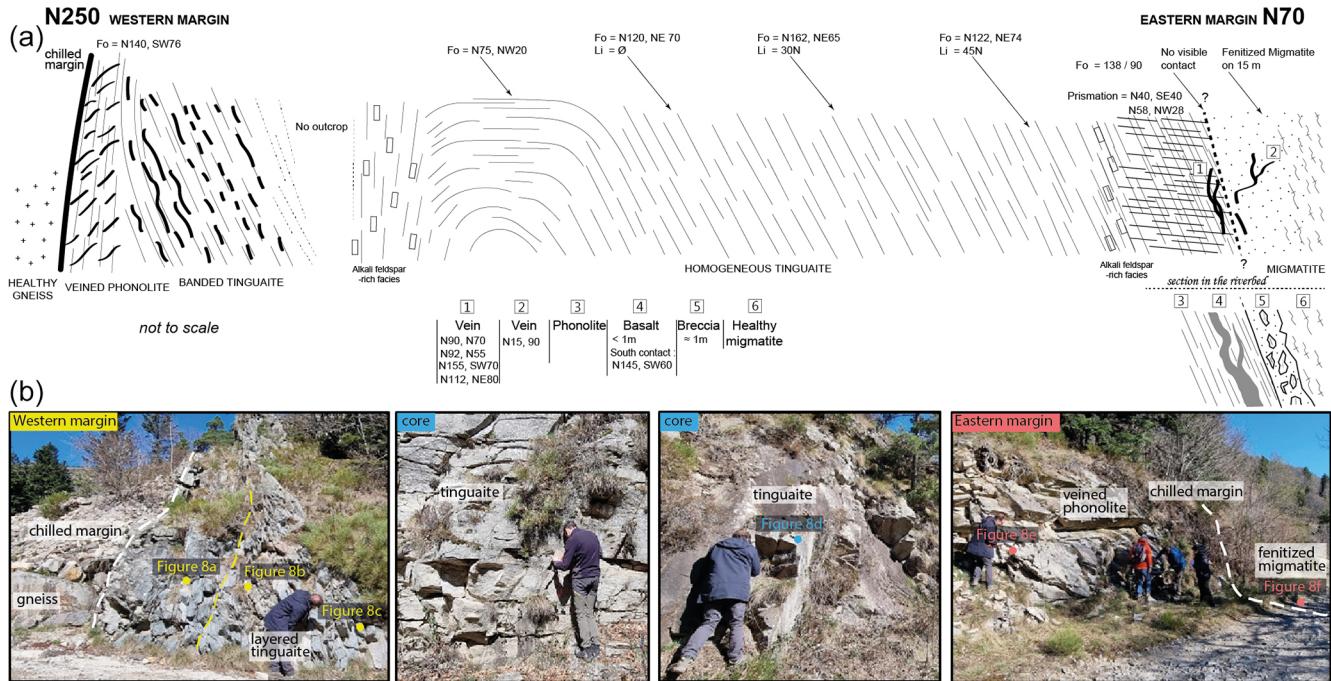 N250 WESTERN MARGIN
EASTERN MARGIN N70
(a)
chilled
margin
Fo = N140, SW76
Fo = N75, NW20
Fo = N120, NE 70
Li = Ø
Fo = N162, NE65
Li = 30N
Fo = N122, NE74
Li = 45N
Fo = 138 / 90
No visible
contact
Fenitized Migmatite
on 15 m
Prismation = N40, SE40
N58, NW28
?
No outcrop
1
2
HEALTHY
GNEISS
VEINED PHONOLITE
BANDED TINGUAITE
Alkali feldspar
-rich facies
HOMOGENEOUS TINGUAITE
Alkali feldspar
-rich facies
?
MIGMATITE
section in the riverbed
3 4 5 6
not to scale
1 2 3 4 5 6
Vein Vein Phonolite Basalt Breccia Healthy
migmatite
N90, N70
N92, N55
N155, SW70
N112, NE80
N15, 90
< 1m
South contact :
N145, SW60
≈ 1m
(b)
Western margin
chilled margin
gneiss
Figure 8a
Figure 8b
Figure 8c
layered
tinguaite
core
tinguaite
core
tinguaite
Figure 8d
Eastern margin
veined
phonolite
chilled margin
Figure 8e
fenitized
migmatite
Figure 8f